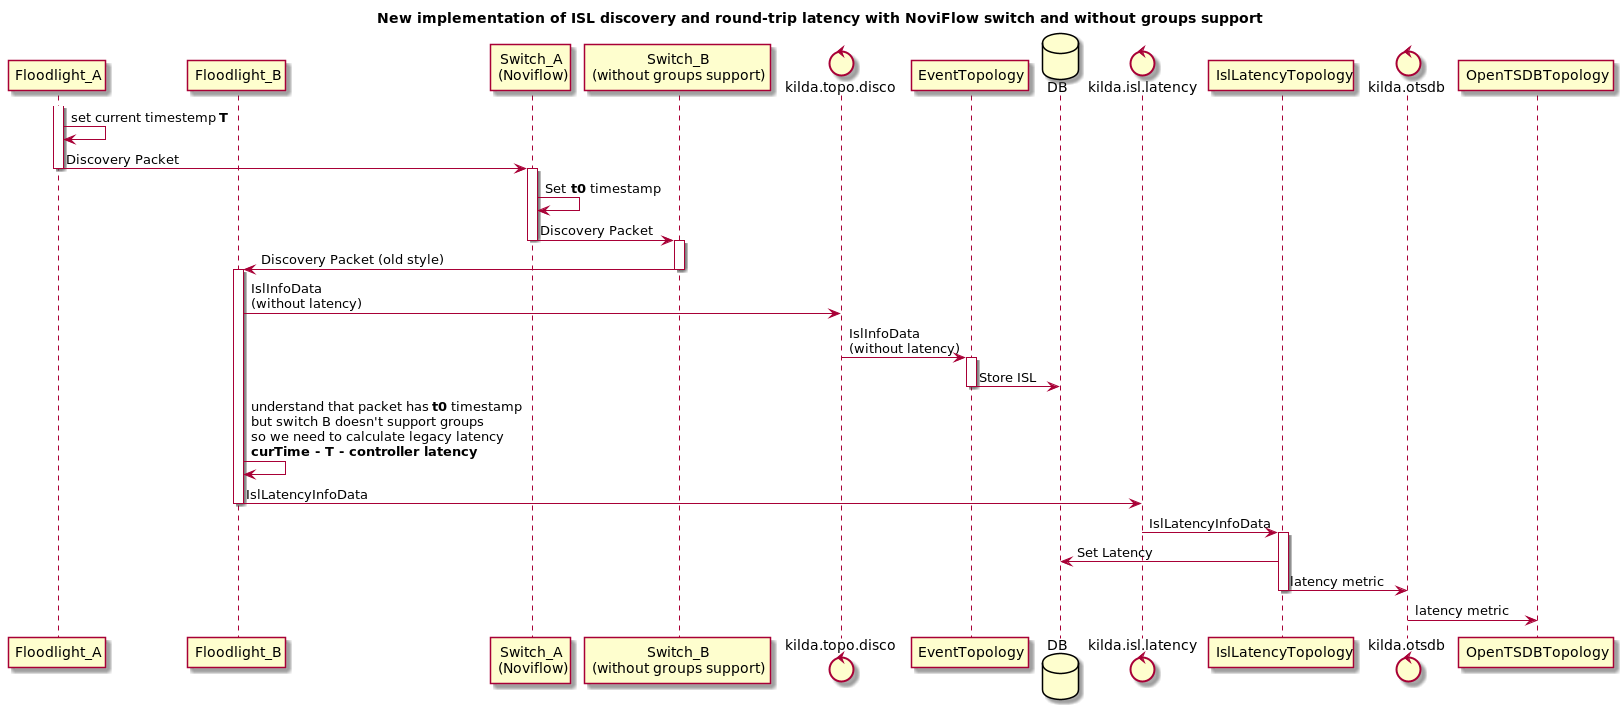 New implementation of ISL discovery and round-trip latency with NoviFlow switch and without groups support
Floodlight_A
Floodlight_B
Switch_A
(Noviflow)
Switch_B
(without groups support)
kilda.topo.disco
EventTopology
DB
kilda.isl.latency
IslLatencyTopology
kilda.otsdb
OpenTSDBTopology
set current timestemp T
Discovery Packet
Set t0 timestamp
Discovery Packet
Discovery Packet (old style)
IslInfoData
(without latency)
IslInfoData
(without latency)
Store ISL
understand that packet has t0 timestamp
but switch B doesn't support groups
so we need to calculate legacy latency
curTime - T - controller latency
IslLatencyInfoData
IslLatencyInfoData
Set Latency
latency metric
latency metric
Floodlight_A
Floodlight_B
Switch_A
(Noviflow)
Switch_B
(without groups support)
kilda.topo.disco
EventTopology
DB
kilda.isl.latency
IslLatencyTopology
kilda.otsdb
OpenTSDBTopology